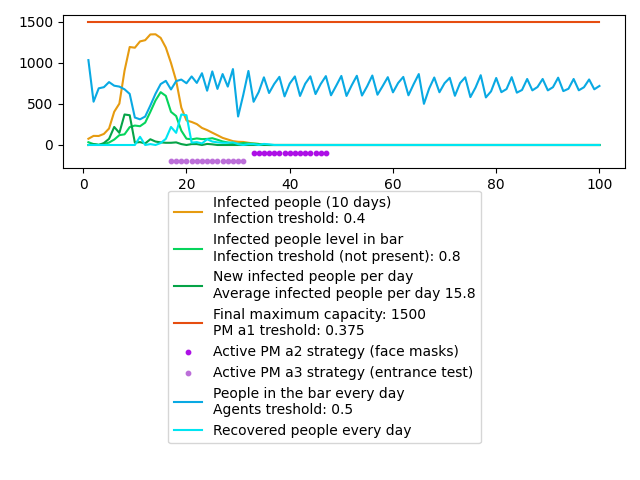 1500
1000
500
0
0
20
40
60
80
100
Infected people (10 days)
Infection treshold: 0.4
Infected people level in bar
Infection treshold (not present): 0.8
New infected people per day
Average infected people per day 15.8
Final maximum capacity: 1500
PM a1 treshold: 0.375
Active PM a2 strategy (face masks)
Active PM a3 strategy (entrance test)
People in the bar every day
Agents treshold: 0.5
Recovered people every day